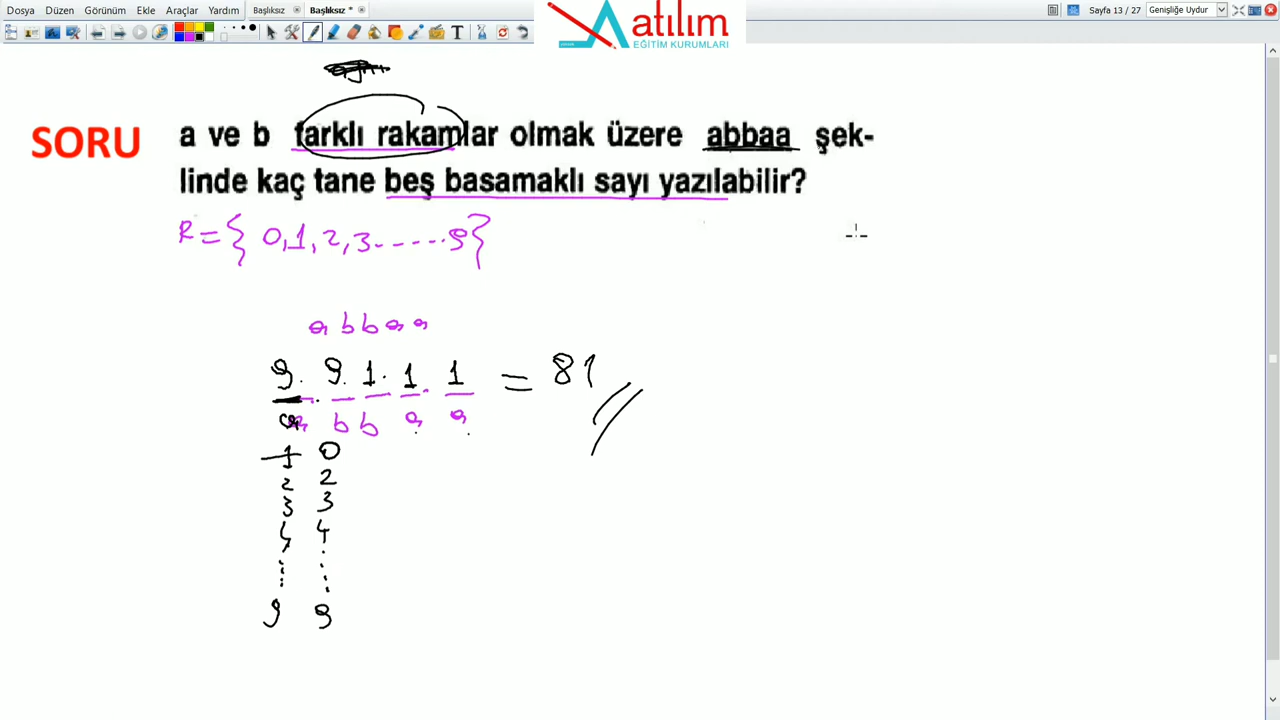 Dosya Düzen Görünüm Ekle Araçlar Yardım Başlıksız Başlıksız * Sayfa 13 / 27 Genişliğe Uydur
atılım
EĞİTİM KURUMLARI
SORU a ve b farklı rakamlar olmak üzere abbaa şek-
linde kaç tane beş basamaklı sayı yazılabilir?
R = { 0,1,2,3.......9 }
a b b a a
9. 9. 1. 1. 1 = 81
a b b a a
1 0
2 2
3 3
4 4
9 9